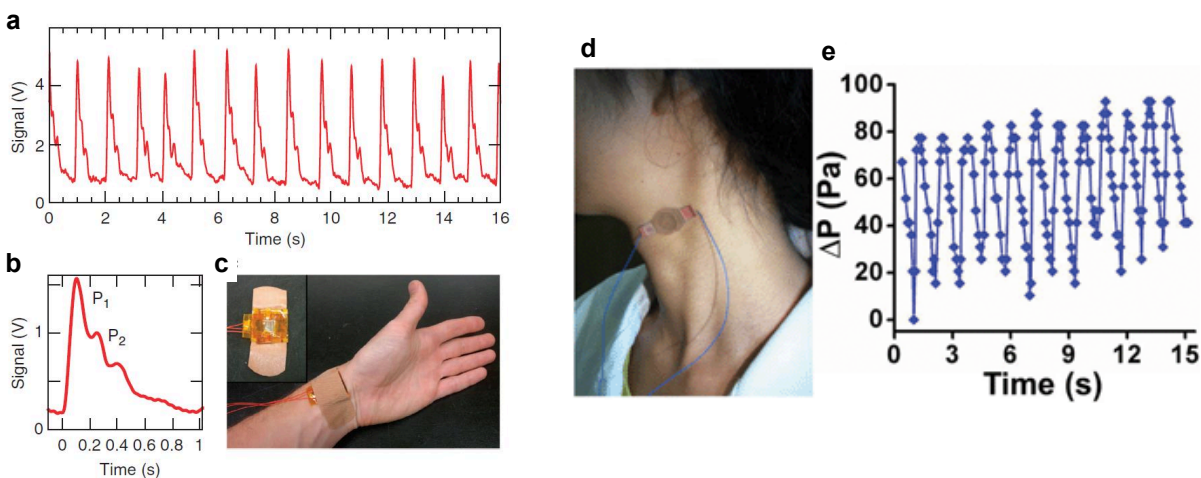 a
Signal (V)
4
2
0
0 2 4 6 8 10 12 14 16
Time (s)
b
Signal (V)
1
0
P1
P2
0 0.2 0.4 0.6 0.8 1
Time (s)
c
d
e
ΔP (Pa)
100
80
60
40
20
0
0 3 6 9 12 15
Time (s)